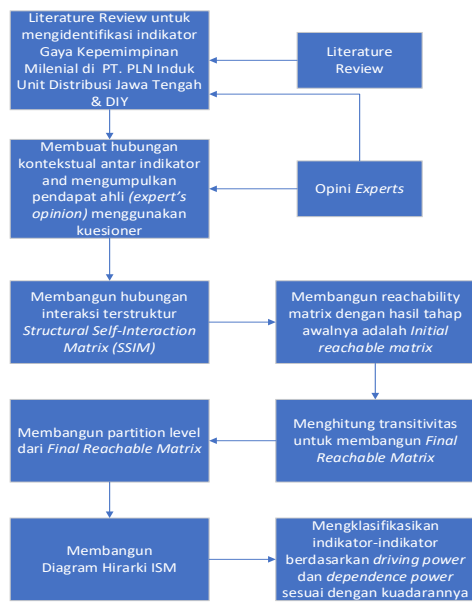 Literature Review untuk
mengidentifikasi indikator
Gaya Kepemimpinan
Milenial di PT. PLN Induk
Unit Distribusi Jawa Tengah
& DIY
Literature
Review
Membuat hubungan
kontekstual antar indikator
and mengumpulkan
pendapat ahli (expert's
opinion) menggunakan
kuesioner
Opini Experts
Membangun hubungan
interaksi terstruktur
Structural Self-Interaction
Matrix (SSIM)
Membangun reachability
matrix dengan hasil tahap
awalnya adalah Initial
reachable matrix
Membangun partition level
dari Final Reachable Matrix
Menghitung transitivitas
untuk membangun Final
Reachable Matrix
Membangun
Diagram Hirarki ISM
Mengklasifikasikan
indikator-indikator
berdasarkan driving power
dan dependence power
sesuai dengan kuadarannya